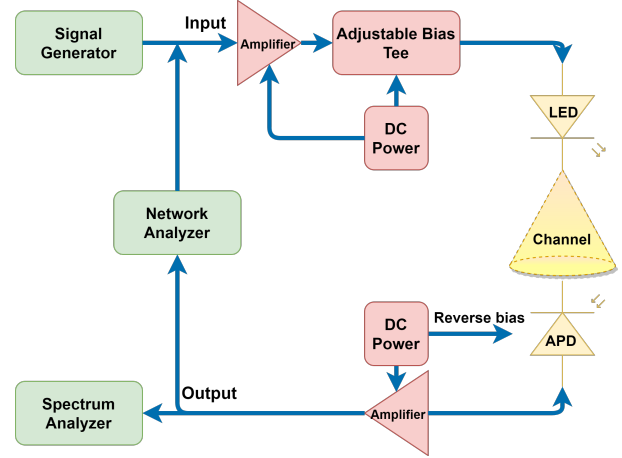 Signal
Generator
Input
Amplifier
Adjustable Bias
Tee
DC
Power
LED
Network
Analyzer
Channel
DC
Power
Reverse bias
APD
Spectrum
Analyzer
Output
Amplifier